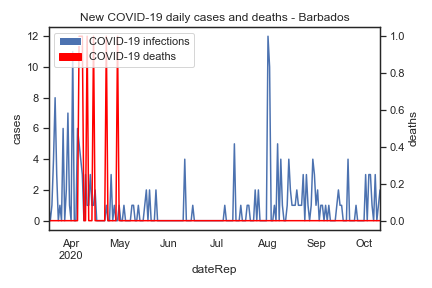 New COVID-19 daily cases and deaths - Barbados
COVID-19 infections
COVID-19 deaths
12
10
8
6
4
2
0
cases
1.0
0.8
0.6
0.4
0.2
0.0
deaths
Apr May Jun Jul Aug Sep Oct
2020
dateRep